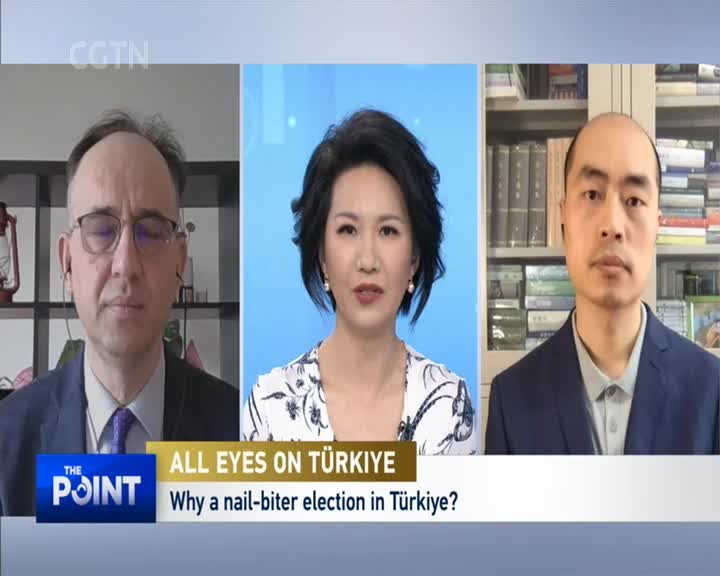 CGTN
ALL EYES ON TÜRKIYE
THE
POINT
Why a nail-biter election in Türkiye?